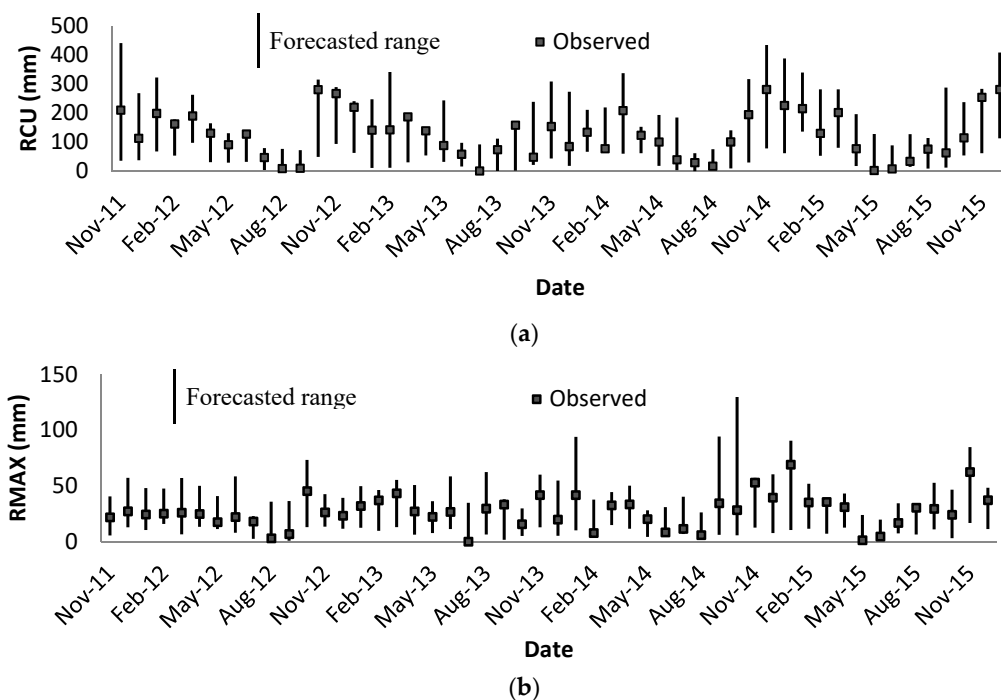 500
400
300
200
100
0
RCU (mm)
Forecasted range
Observed
Nov-11
Feb-12
May-12
Aug-12
Nov-12
Feb-13
May-13
Aug-13
Nov-13
Feb-14
May-14
Aug-14
Nov-14
Feb-15
May-15
Aug-15
Nov-15
Date
(a)
150
100
50
0
RMAX (mm)
Forecasted range
Observed
Nov-11
Feb-12
May-12
Aug-12
Nov-12
Feb-13
May-13
Aug-13
Nov-13
Feb-14
May-14
Aug-14
Nov-14
Feb-15
May-15
Aug-15
Nov-15
Date
(b)